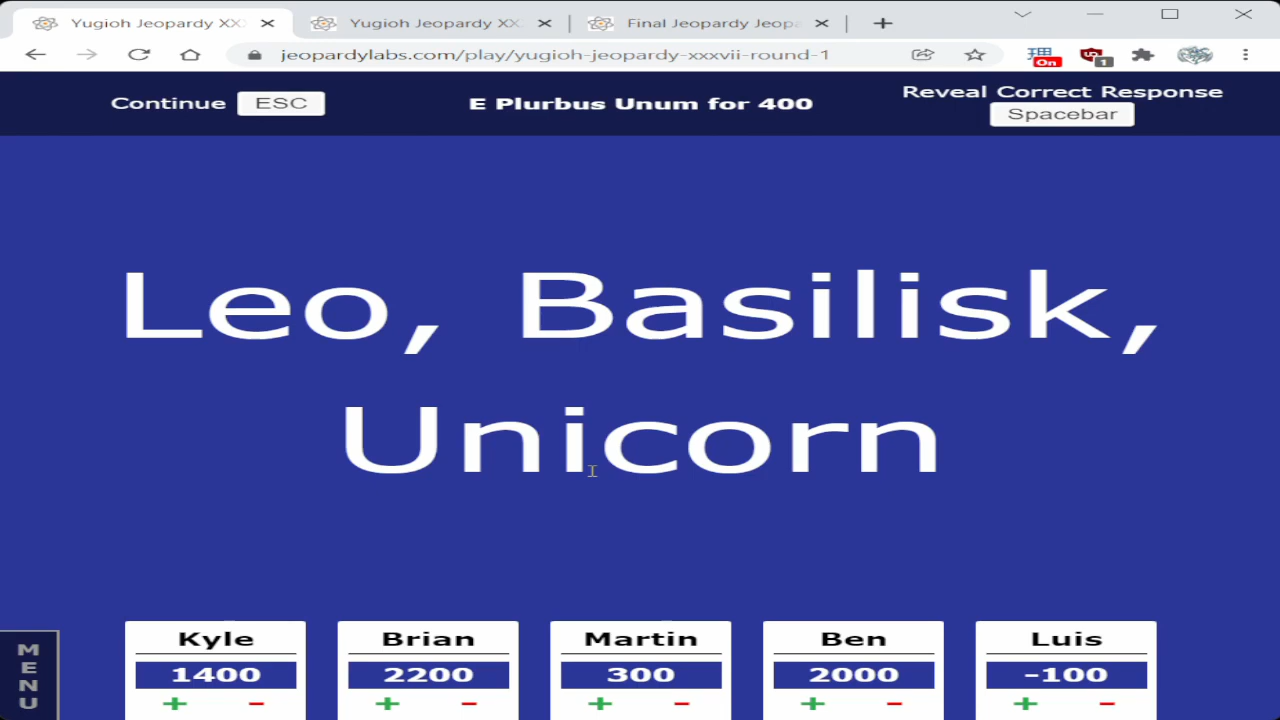 Yugioh Jeopardy XX
Yugioh Jeopardy XX
Final Jeopardy Jeop
jeopardylabs.com/play/yugioh-jeopardy-xxxvii-round-1
理
On
1
Continue ESC
E Plurbus Unum for 400
Reveal Correct Response
Spacebar
Leo, Basilisk,
Unicorn
MENU
Kyle Brian Martin Ben Luis
1400 2200 300 2000 -100
+ - + - + - + - + -